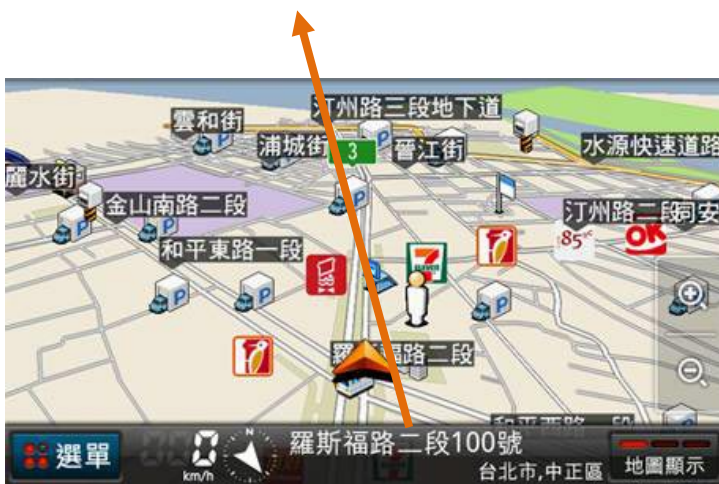 汀州路三段地下道
雲和街
浦城街
3
晉江街
水源快速道路
麗水街
金山南路二段
汀州路二段
同安
和平東路一段
7
ELEVEN
85°C
OK
P
P
P
P
P
P
P
P
羅斯福路二段
選單
0
km/h
N
羅斯福路二段100號
台北市,中正區
地圖顯示